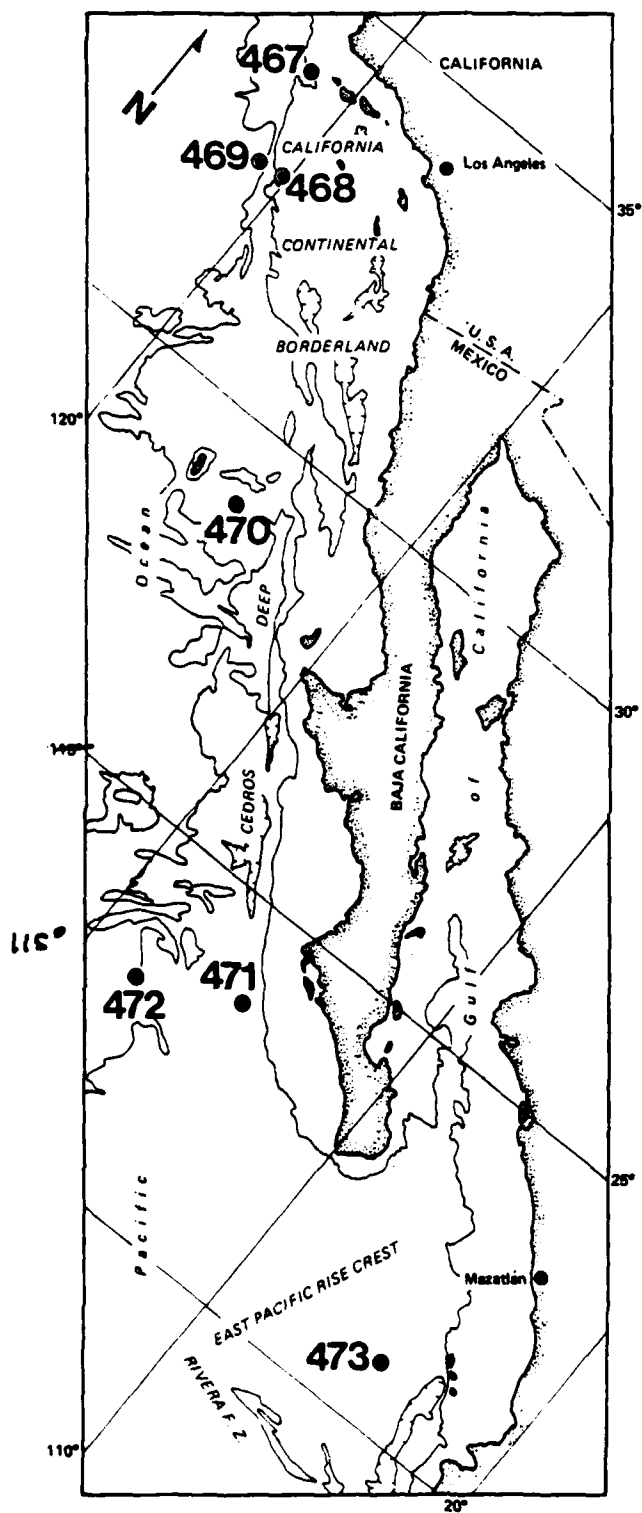 467
CALIFORNIA
N
469
CALIFORNIA
Los Angeles
468
35°
CONTINENTAL
U.S.A.
BORDERLAND
MEXICO
120°
470
Ocean
California
DEEP
30°
BAJA CALIFORNIA
of
CEDROS
115°
471
472
Gulf
25°
Pacific
EAST PACIFIC RISE CREST
Mazatlán
473
RIVERA F. Z.
110°
20°